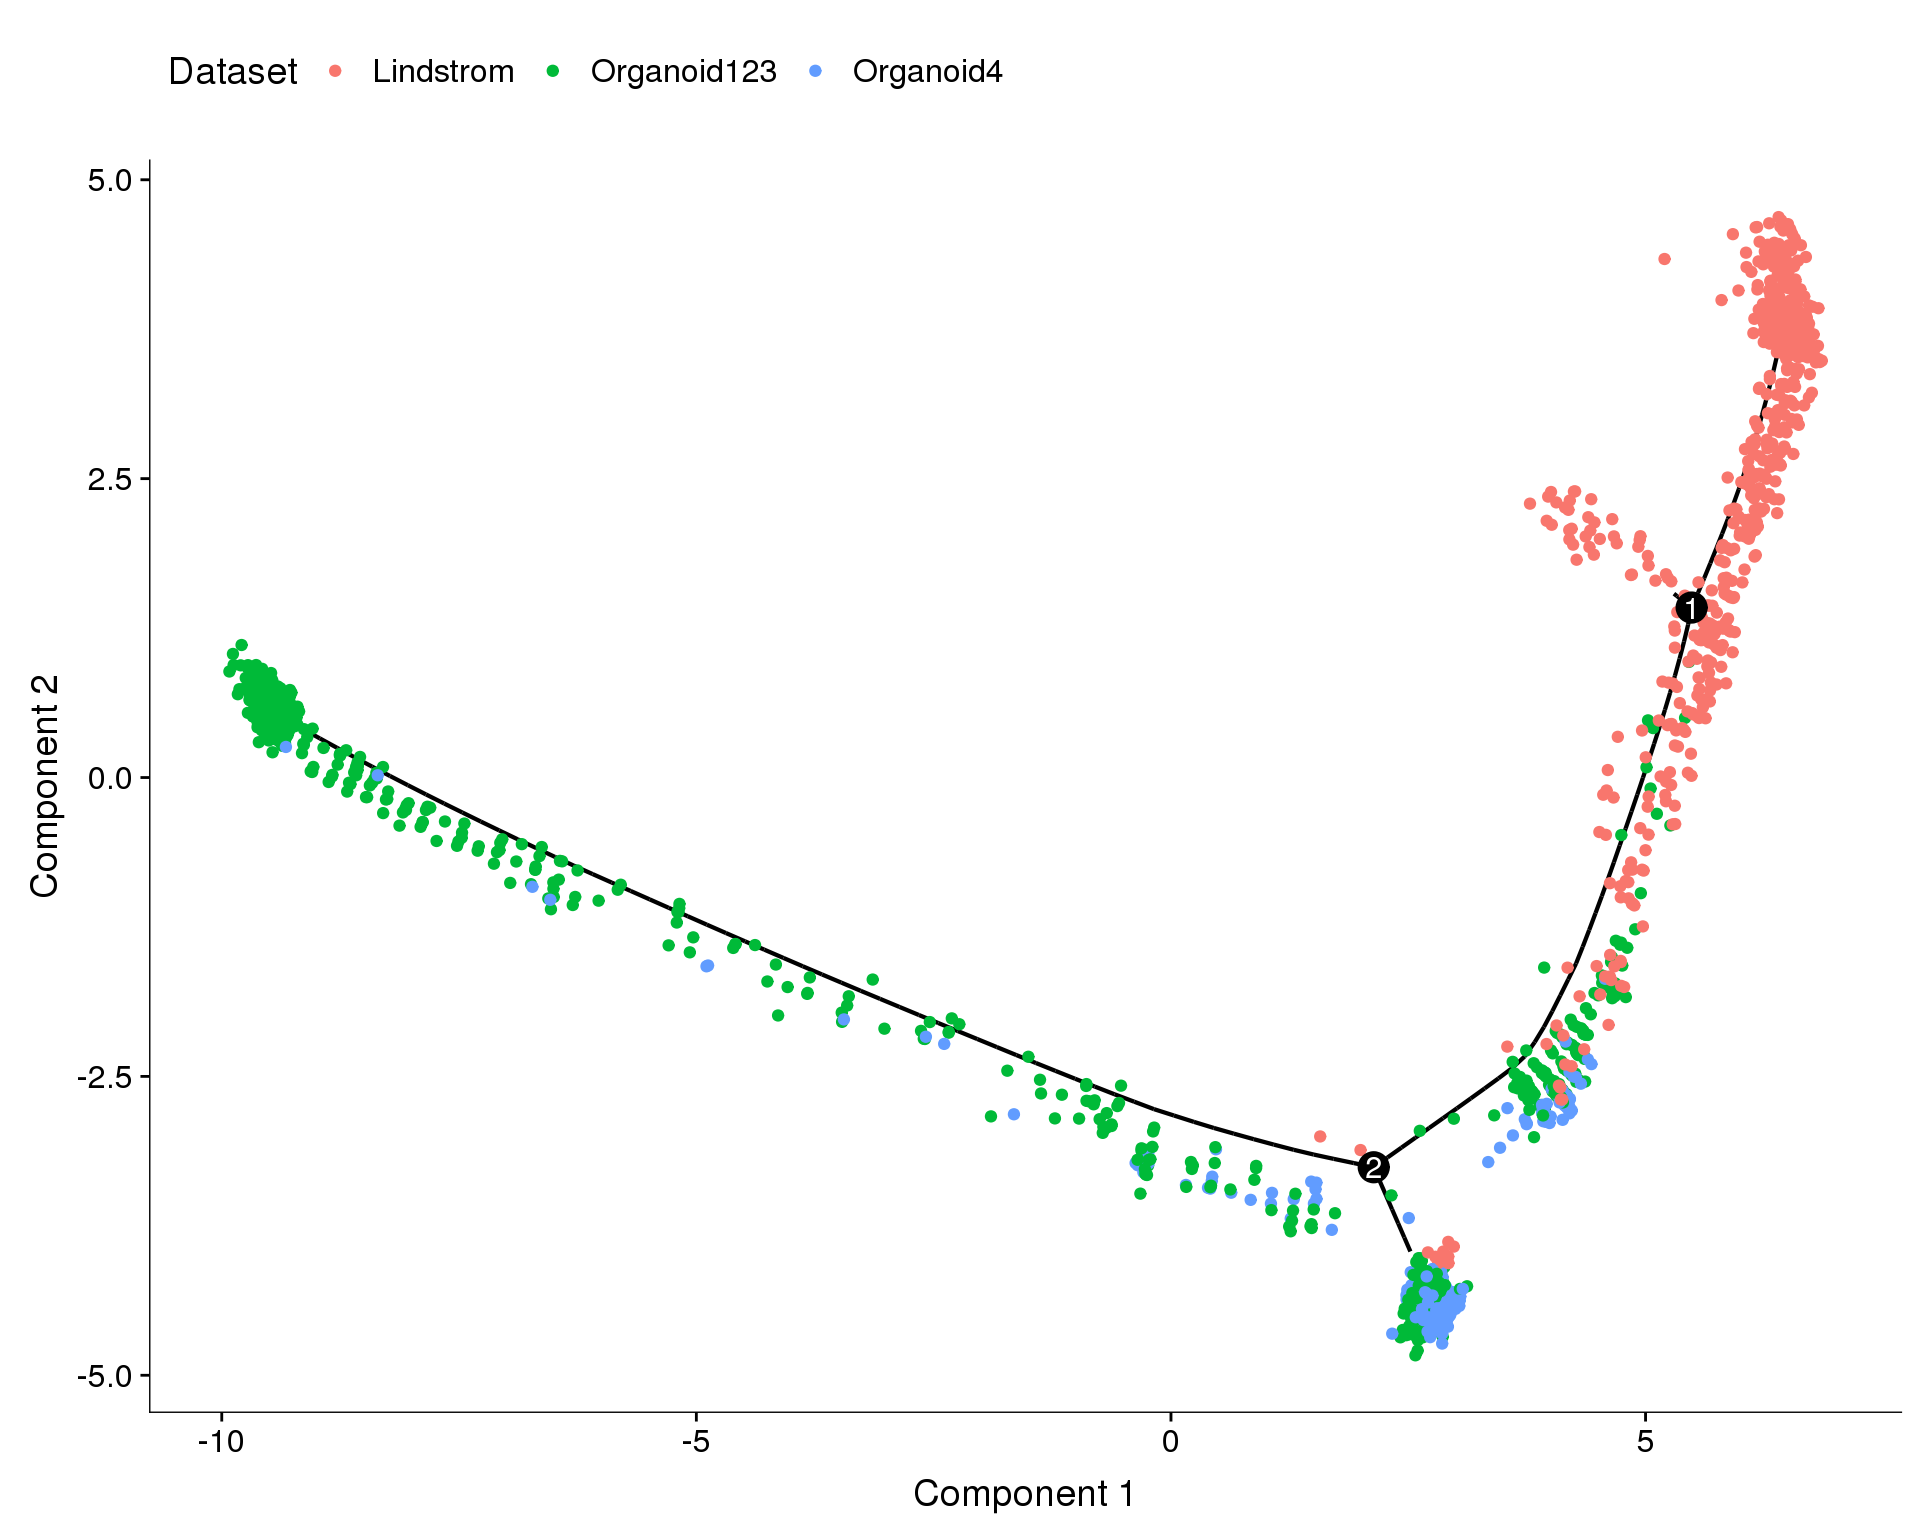 Dataset Lindstrom Organoid123 Organoid4
5.0
2.5
1
Component 2
0.0
2
-2.5
-5.0
-10 -5 0 5
Component 1